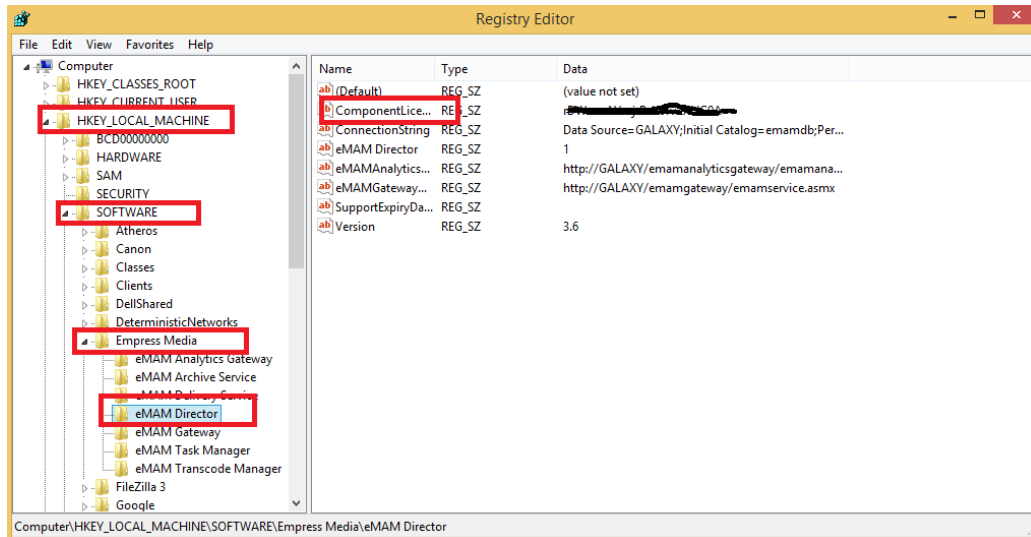 Registry Editor
File Edit View Favorites Help
Computer
HKEY_CLASSES_ROOT
HKEY_CURRENT_USER
HKEY_LOCAL_MACHINE
BCD00000000
HARDWARE
SAM
SECURITY
SOFTWARE
Atheros
Canon
Classes
Clients
DellShared
DeterministicNetworks
Empress Media
eMAM Analytics Gateway
eMAM Archive Service
eMAM Delivery Service
eMAM Director
eMAM Gateway
eMAM Task Manager
eMAM Transcode Manager
FileZilla 3
Google
Name Type Data
(Default) REG_SZ (value not set)
ComponentLice... REG_SZ
ConnectionString REG_SZ Data Source=GALAXY;Initial Catalog=emamdb;Per...
eMAM Director REG_SZ 1
eMAMAnalytics... REG_SZ http://GALAXY/emamanalyticsgateway/emamana...
eMAMGateway... REG_SZ http://GALAXY/emamgateway/emamservice.asmx
SupportExpiryDa... REG_SZ
Version REG_SZ 3.6
Computer\HKEY_LOCAL_MACHINE\SOFTWARE\Empress Media\eMAM Director